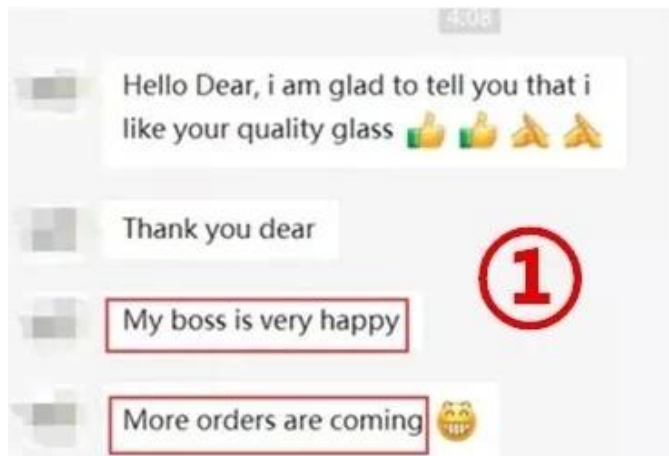 4:08
Hello Dear, i am glad to tell you that i
like your quality glass 👍 👍 🙏 🙏
Thank you dear
①
My boss is very happy
More orders are coming 😁